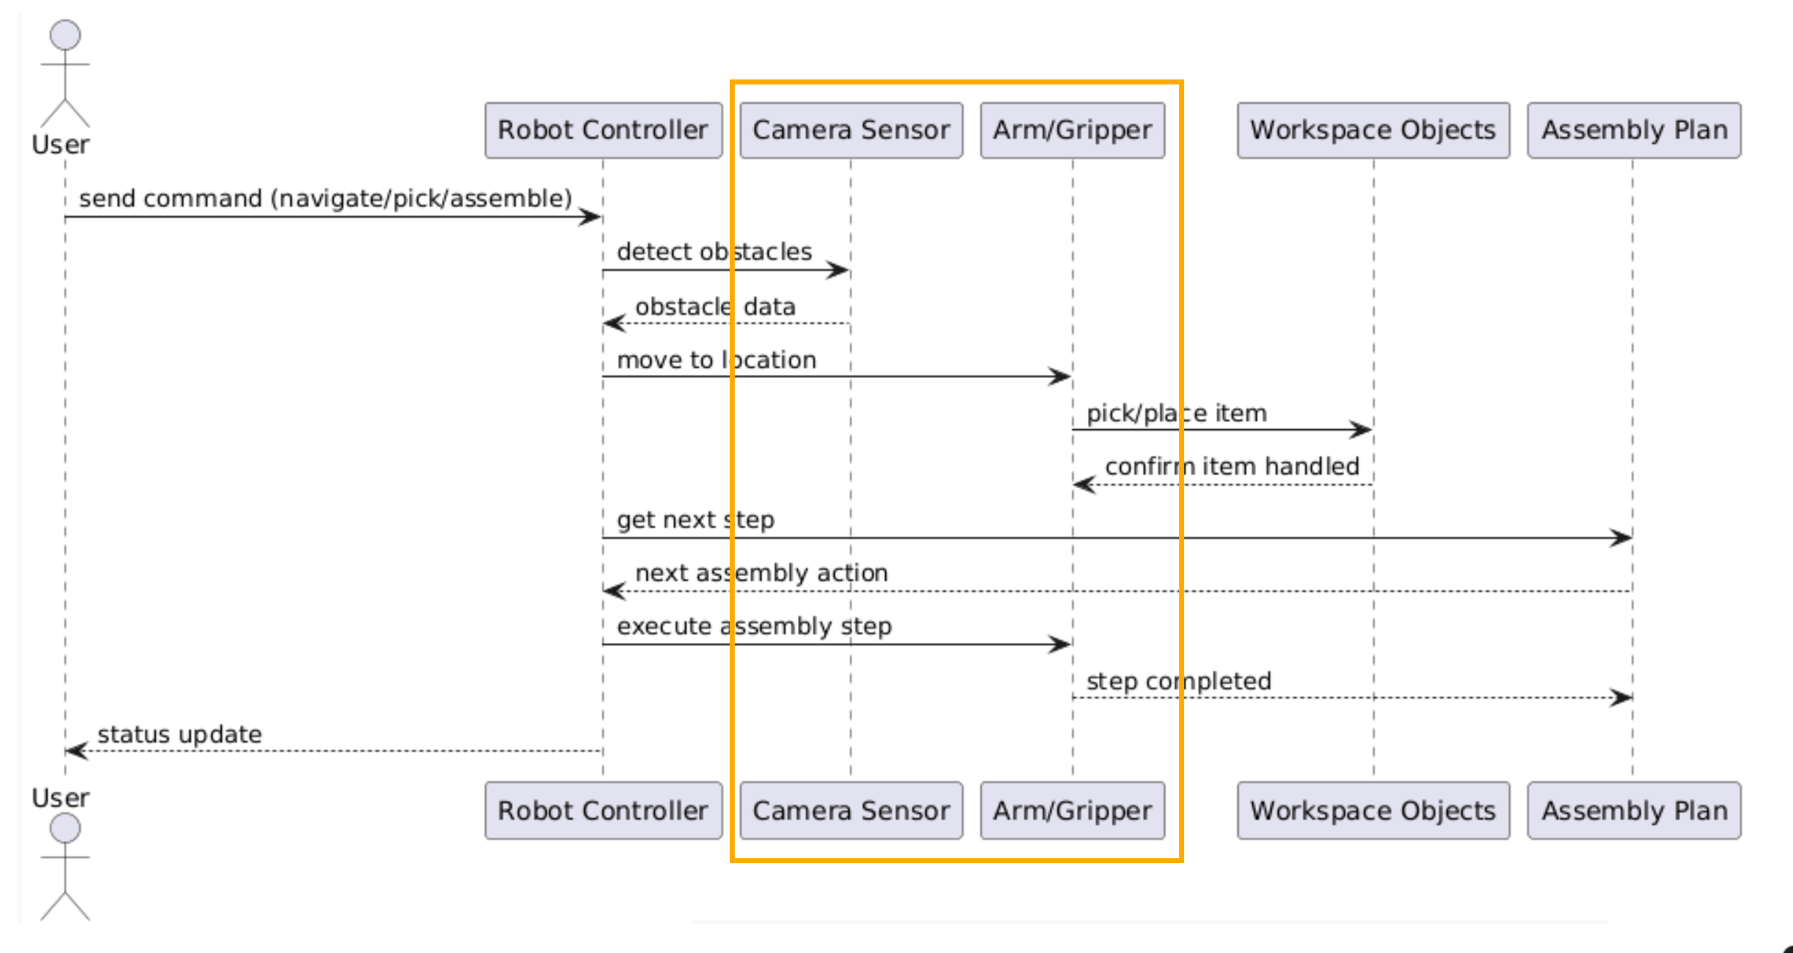 User
Robot Controller
Camera Sensor
Arm/Gripper
Workspace Objects
Assembly Plan
send command (navigate/pick/assemble)
detect obstacles
obstacle data
move to location
pick/place item
confirm item handled
get next step
next assembly action
execute assembly step
step completed
status update
User
Robot Controller
Camera Sensor
Arm/Gripper
Workspace Objects
Assembly Plan